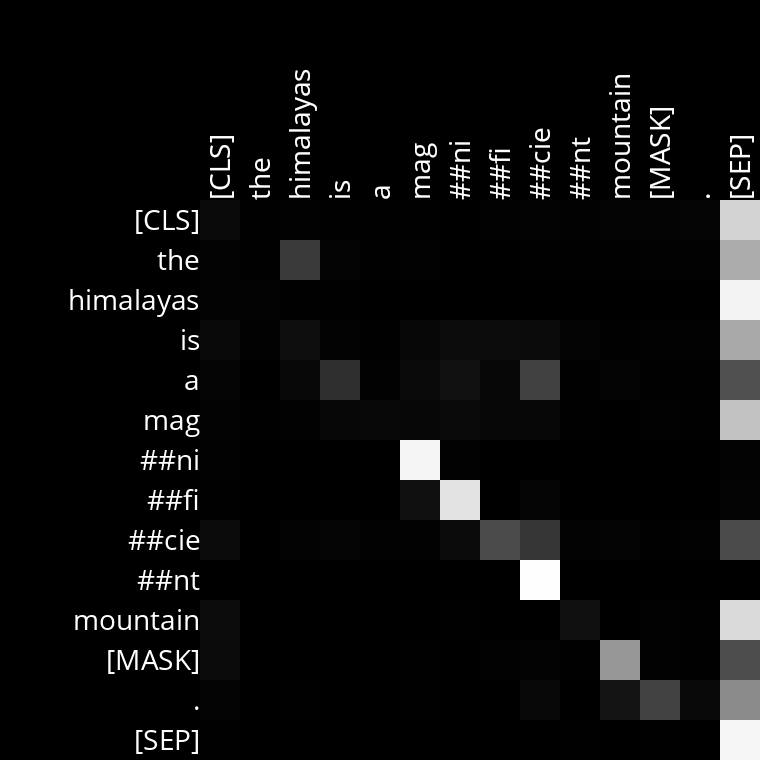 [CLS]
the
himalayas
is
a
mag
##ni
##fi
##cie
##nt
mountain
[MASK]
.
[SEP]
[CLS]
the
himalayas
is
a
mag
##ni
##fi
##cie
##nt
mountain
[MASK]
.
[SEP]